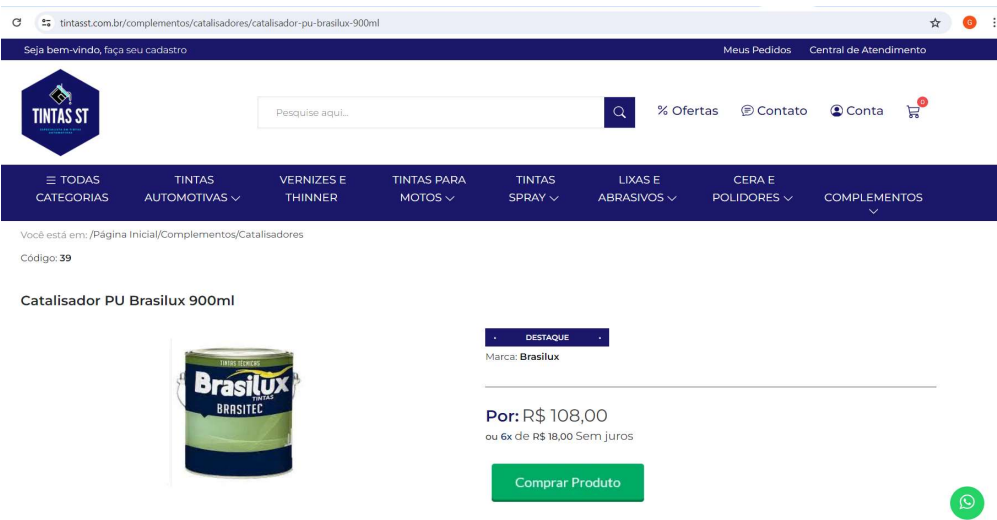 tintasst.com.br/complementos/catalisadores/catalisador-pu-brasilux-900ml
G
Seja bem-vindo, faça seu cadastro
Meus Pedidos Central de Atendimento
TINTAS ST
Pesquise aqui...
% Ofertas Contato Conta 0
TODAS CATEGORIAS
TINTAS AUTOMOTIVAS
VERNIZES E THINNER
TINTAS PARA MOTOS
TINTAS SPRAY
LIXAS E ABRASIVOS
CERA E POLIDORES
COMPLEMENTOS
Você está em: /Página Inicial/Complementos/Catalisadores
Código: 39
Catalisador PU Brasilux 900ml
TINTAS TÉCNICAS
Brasilux
TINTAS
BRASITEC
DESTAQUE
Marca: Brasilux
Por: R$ 108,00
ou 6x de R$ 18,00 Sem juros
Comprar Produto